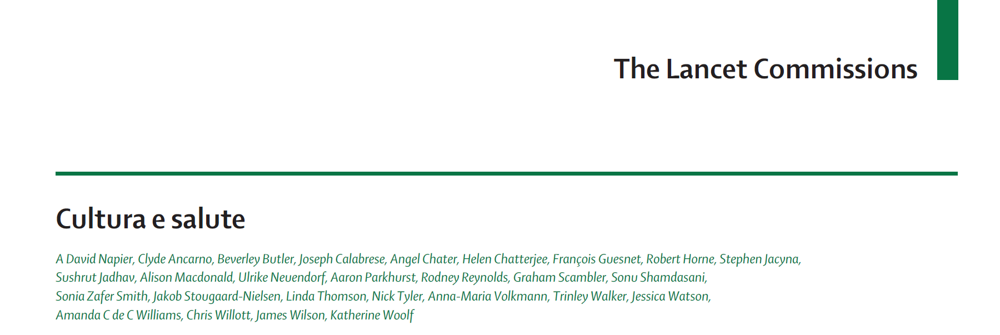 The Lancet Commissions
Cultura e salute
A David Napier, Clyde Ancarno, Beverley Butler, Joseph Calabrese, Angel Chater, Helen Chatterjee, François Guesnet, Robert Horne, Stephen Jacyna,
Sushrut Jadhav, Alison Macdonald, Ulrike Neuendorf, Aaron Parkhurst, Rodney Reynolds, Graham Scambler, Sonu Shamdasani,
Sonia Zafer Smith, Jakob Stougaard-Nielsen, Linda Thomson, Nick Tyler, Anna-Maria Volkmann, Trinley Walker, Jessica Watson,
Amanda C de C Williams, Chris Willott, James Wilson, Katherine Woolf